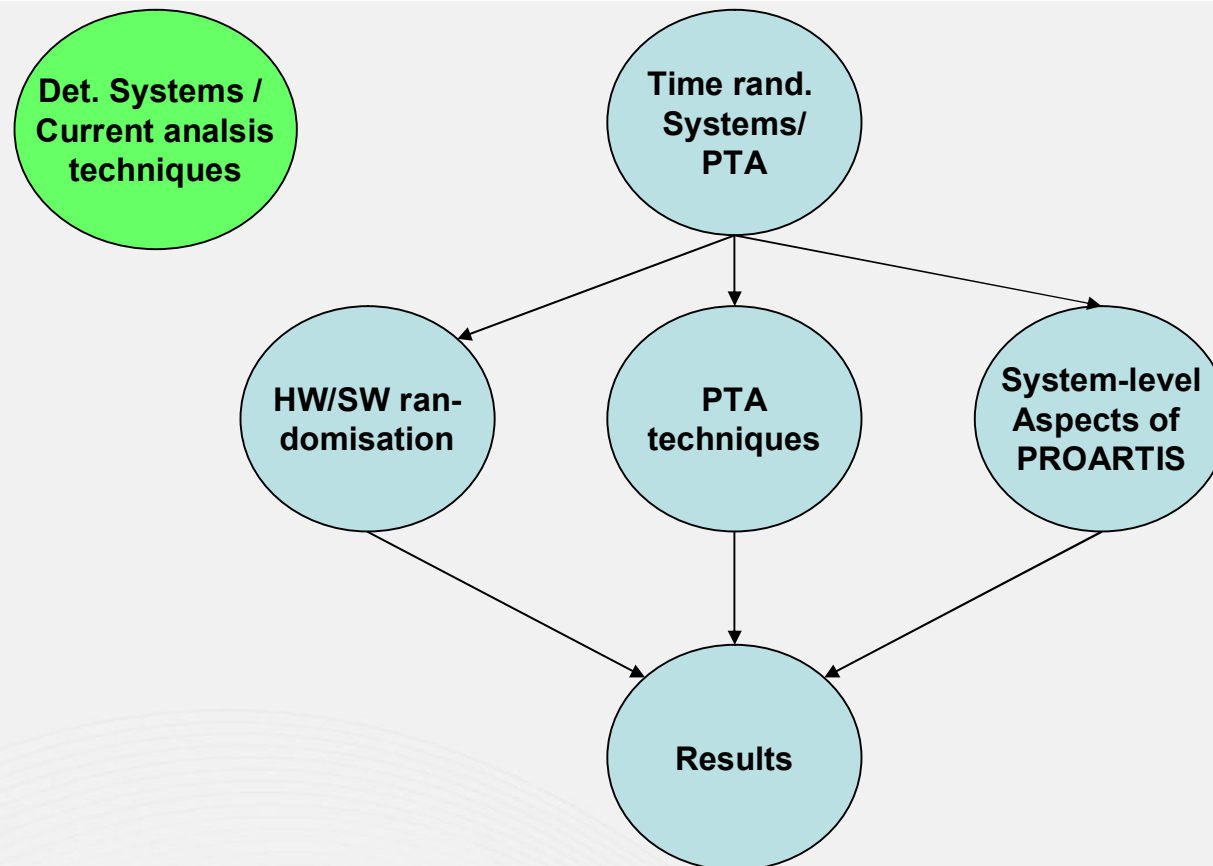 Det. Systems /
Current analsis
techniques
Time rand.
Systems/
PTA
HW/SW ran-
domisation
PTA
techniques
System-level
Aspects of
PROARTIS
Results